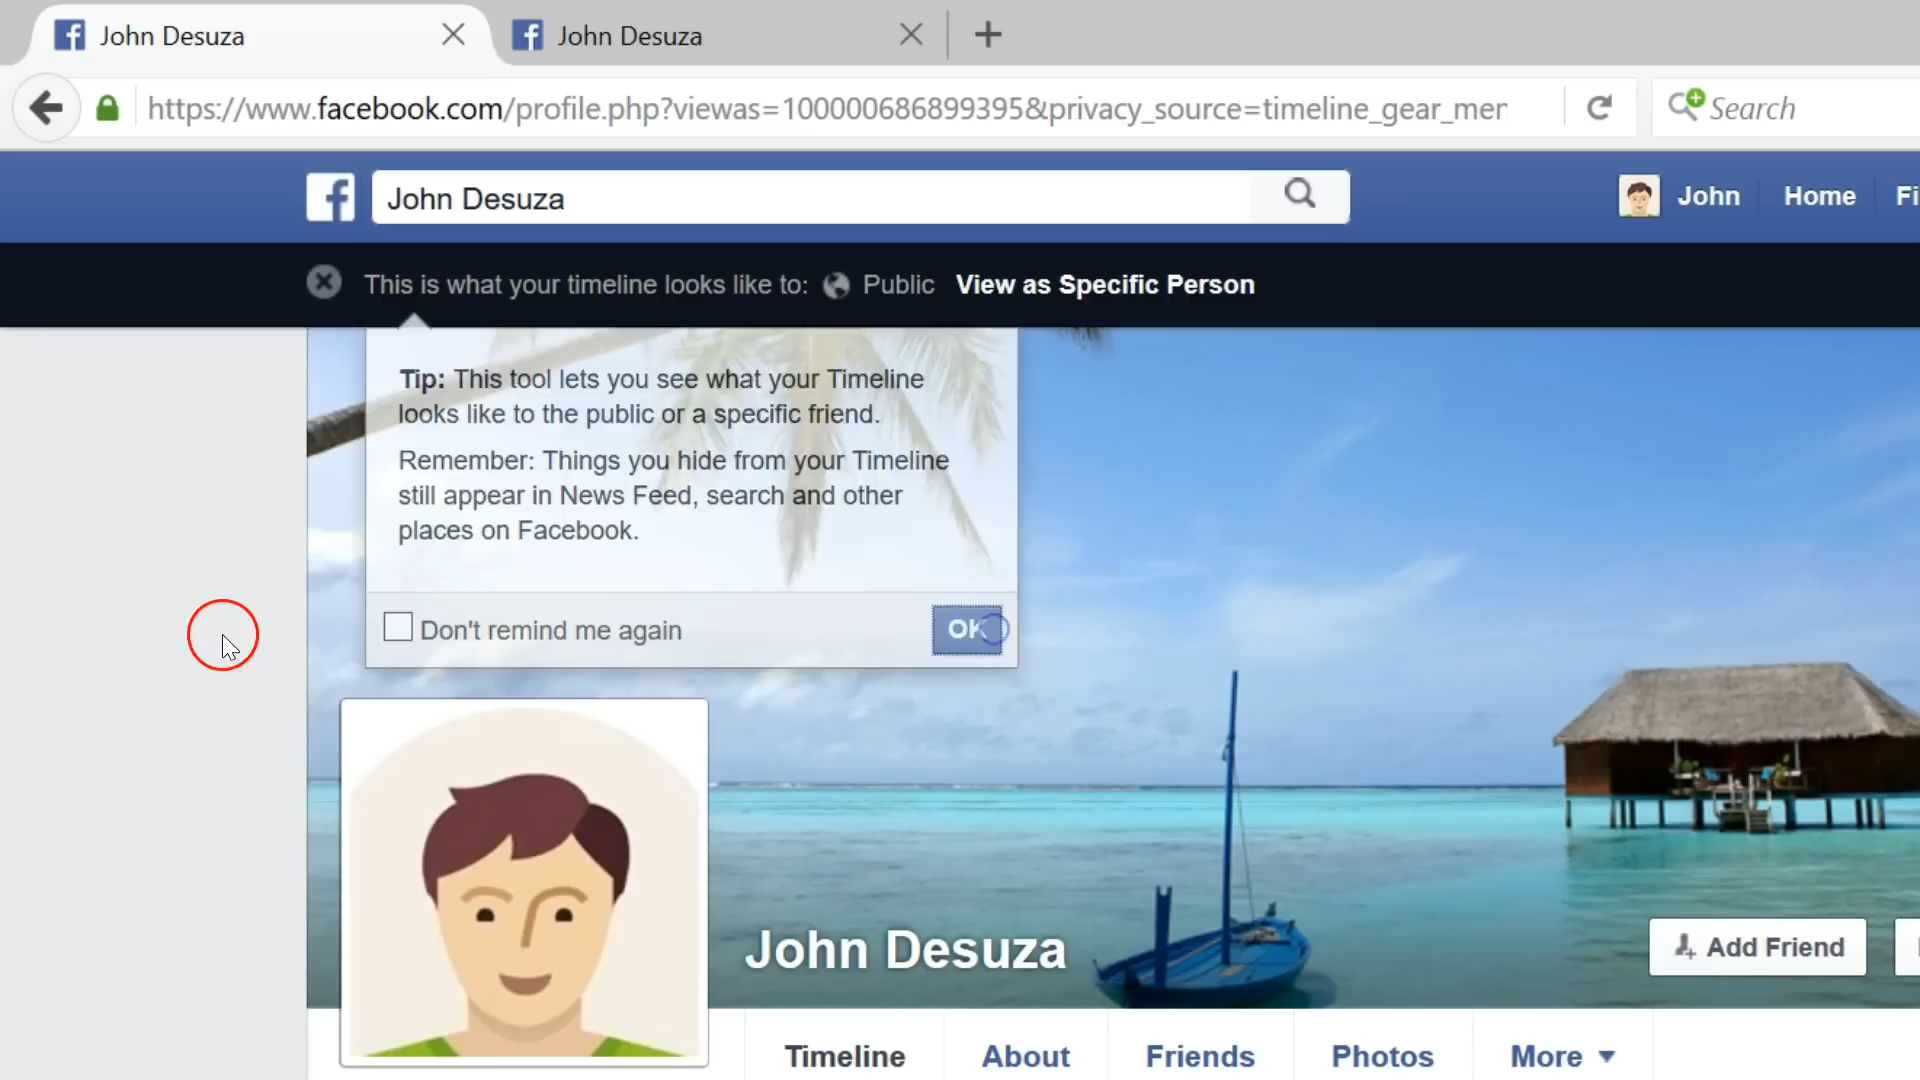 John Desuza
John Desuza
https://www.facebook.com/profile.php?viewas=100000686899395&privacy_source=timeline_gear_mer
Search
John Desuza
John
Home
Fi
This is what your timeline looks like to: Public View as Specific Person
Tip: This tool lets you see what your Timeline
looks like to the public or a specific friend.
Remember: Things you hide from your Timeline
still appear in News Feed, search and other
places on Facebook.
Don't remind me again
OK
John Desuza
Add Friend
Timeline
About
Friends
Photos
More